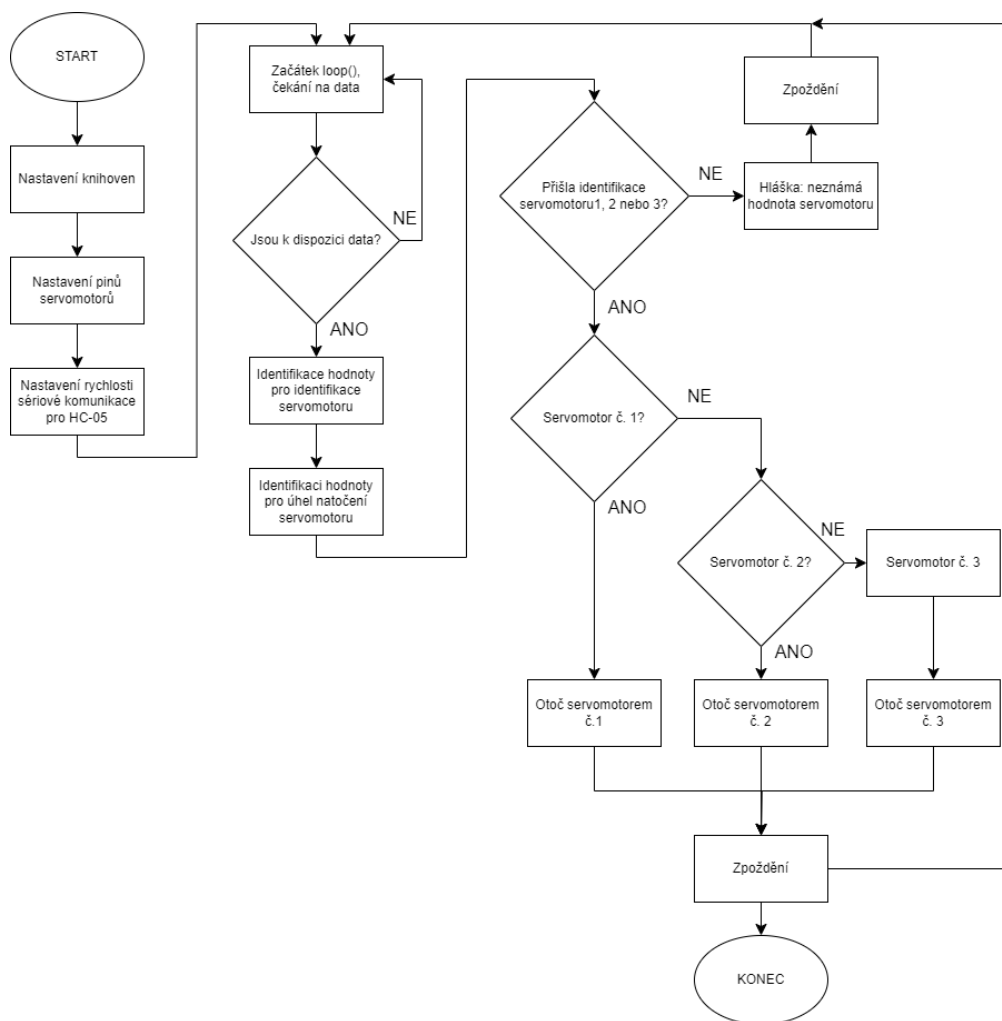 START
Nastavení knihoven
Nastavení pinů
servomotorů
Nastavení rychlosti
sériové komunikace
pro HC-05
Začátek loop(),
čekání na data
Jsou k dispozici data?
NE
ANO
Identifikace hodnoty
pro identifikace
servomotoru
Identifikaci hodnoty
pro úhel natočení
servomotoru
Přišla identifikace
servomotoru1, 2 nebo 3?
NE
Hláška: neznámá
hodnota servomotoru
Zpoždění
ANO
Servomotor č. 1?
NE
ANO
Servomotor č. 2?
NE
Servomotor č. 3
ANO
Otoč servomotorem
č.1
Otoč servomotorem
č. 2
Otoč servomotorem
č. 3
Zpoždění
KONEC